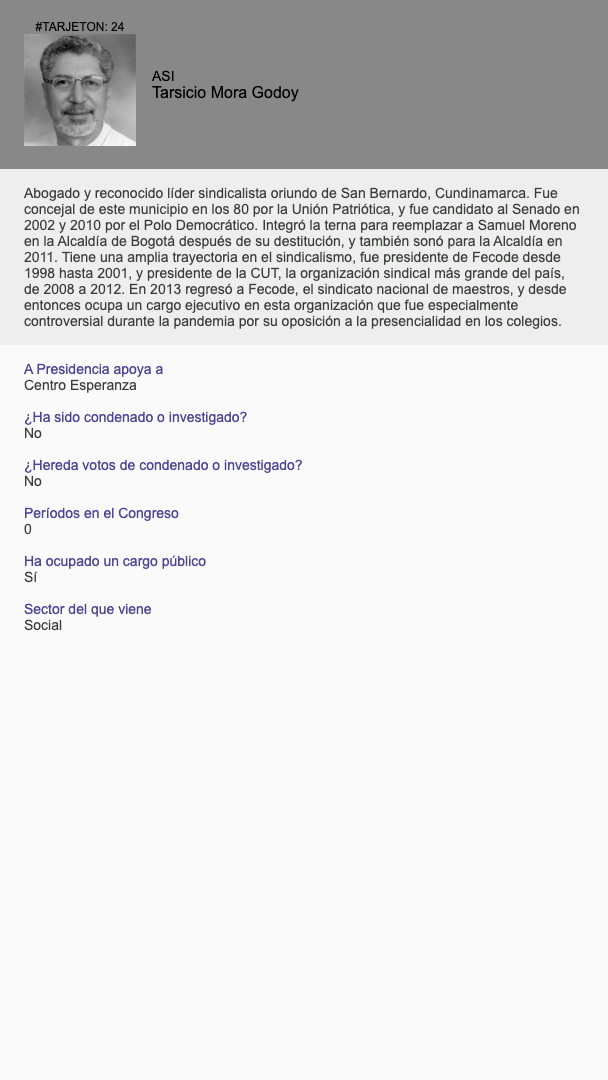 #TARJETON: 24
ASI
Tarsicio Mora Godoy
Abogado y reconocido líder sindicalista oriundo de San Bernardo, Cundinamarca. Fue
concejal de este municipio en los 80 por la Unión Patriótica, y fue candidato al Senado en
2002 y 2010 por el Polo Democrático. Integró la terna para reemplazar a Samuel Moreno
en la Alcaldía de Bogotá después de su destitución, y también sonó para la Alcaldía en
2011. Tiene una amplia trayectoria en el sindicalismo, fue presidente de Fecode desde
1998 hasta 2001, y presidente de la CUT, la organización sindical más grande del país,
de 2008 a 2012. En 2013 regresó a Fecode, el sindicato nacional de maestros, y desde
entonces ocupa un cargo ejecutivo en esta organización que fue especialmente
controversial durante la pandemia por su oposición a la presencialidad en los colegios.
A Presidencia apoya a
Centro Esperanza
¿Ha sido condenado o investigado?
No
¿Hereda votos de condenado o investigado?
No
Períodos en el Congreso
0
Ha ocupado un cargo público
Sí
Sector del que viene
Social